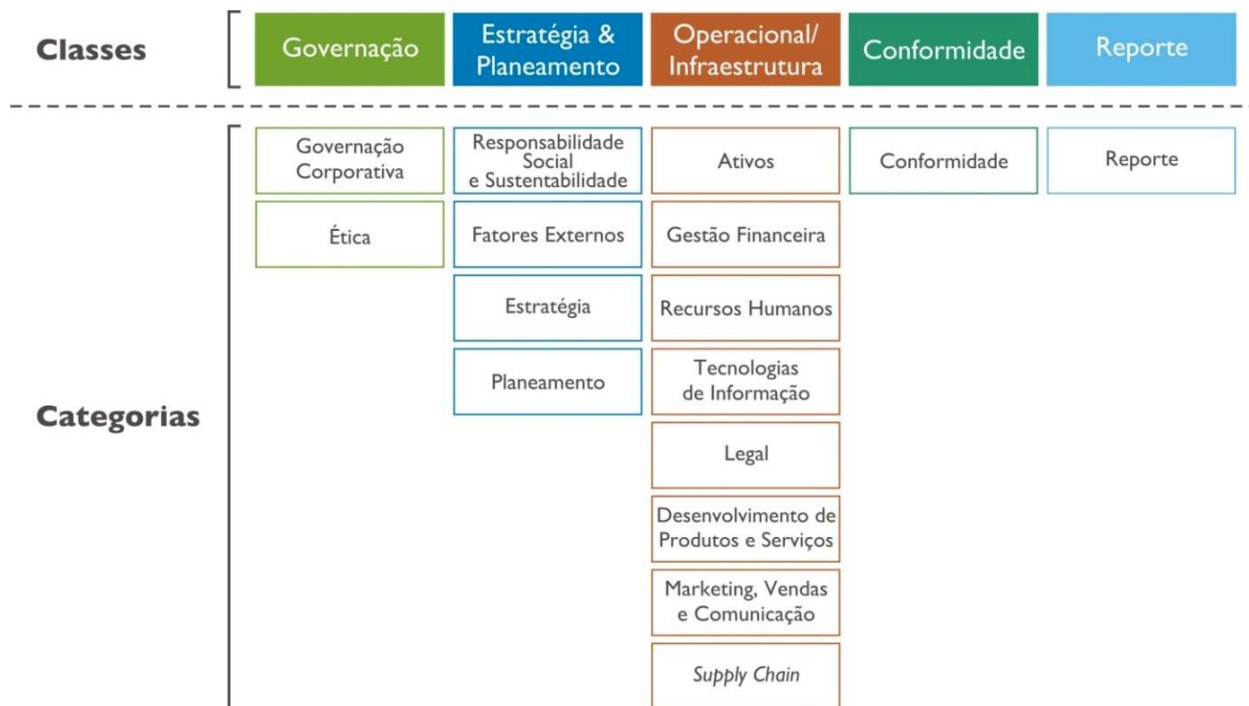 Classes
Governação
Estratégia &
Planeamento
Operacional/
Infraestrutura
Conformidade
Reporte
Categorias
Governação
Corporativa
Ética
Responsabilidade
Social
e Sustentabilidade
Fatores Externos
Estratégia
Planeamento
Ativos
Gestão Financeira
Recursos Humanos
Tecnologias
de Informação
Legal
Desenvolvimento de
Produtos e Serviços
Marketing, Vendas
e Comunicação
Supply Chain
Conformidade
Reporte